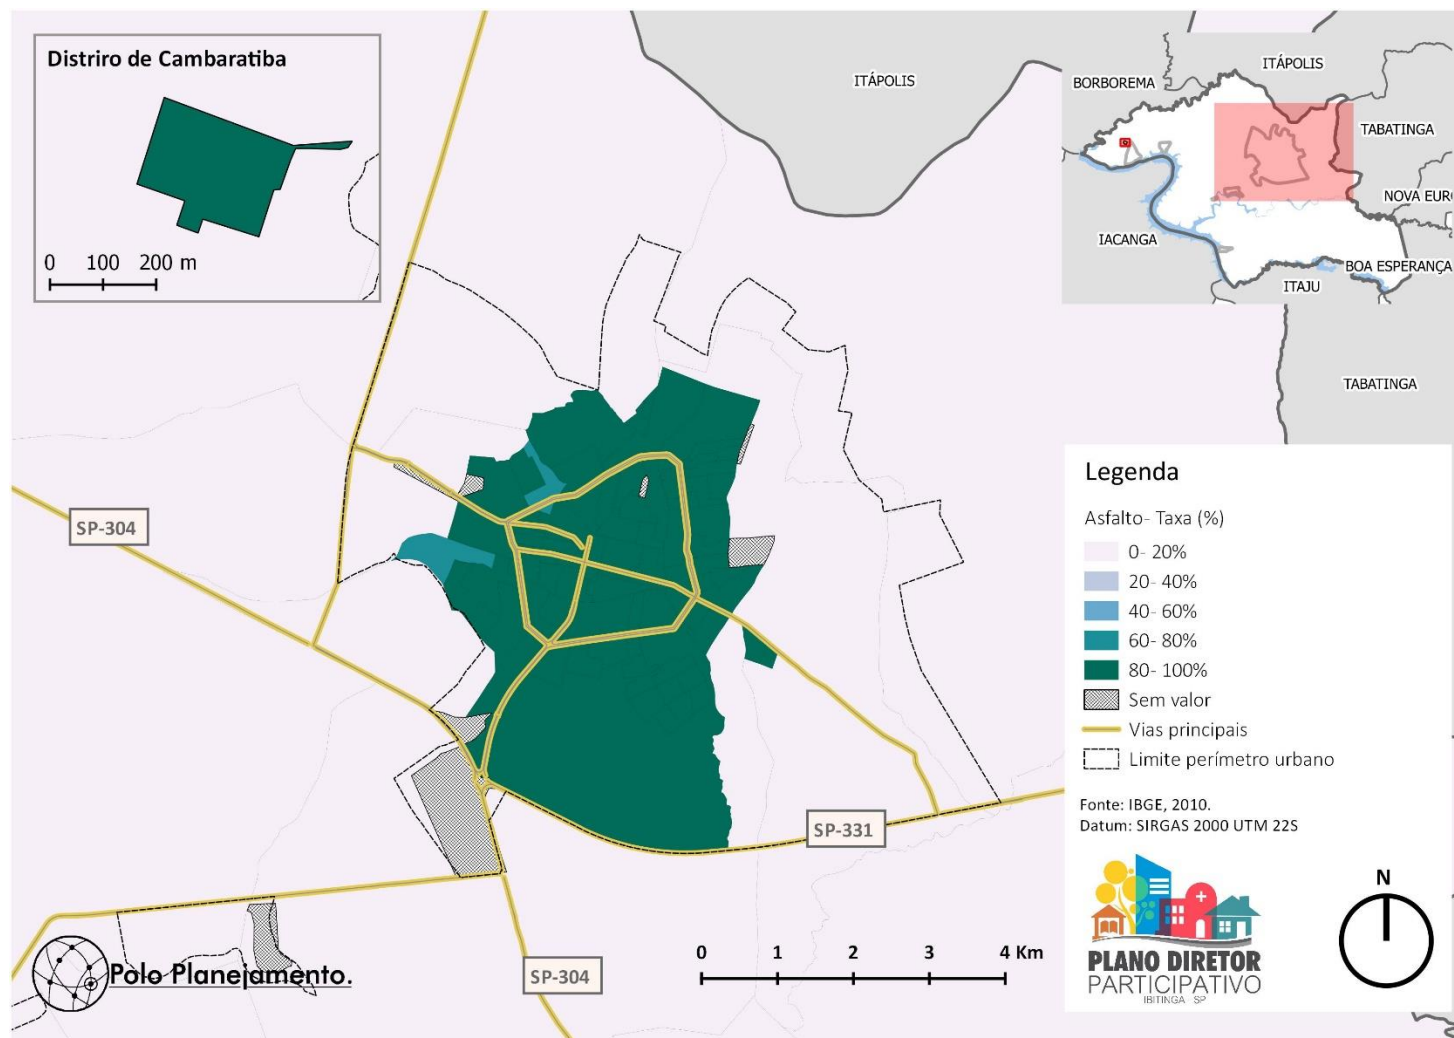 Distriro de Cambaratiba
0 100 200 m
ITÁPOLIS
BORBOREMA
ITÁPOLIS
TABATINGA
NOVA EUR
IACANGA
BOA ESPERANÇA
ITAJU
TABATINGA
SP-304
SP-331
SP-304
Legenda
Asfalto- Taxa (%)
0- 20%
20- 40%
40- 60%
60- 80%
80- 100%
Sem valor
Vias principais
Limite perímetro urbano
Fonte: IBGE, 2010.
Datum: SIRGAS 2000 UTM 22S
PLANO DIRETOR
PARTICIPATIVO
IBITINGA SP
N
0 1 2 3 4 Km
Polo Planejamento.